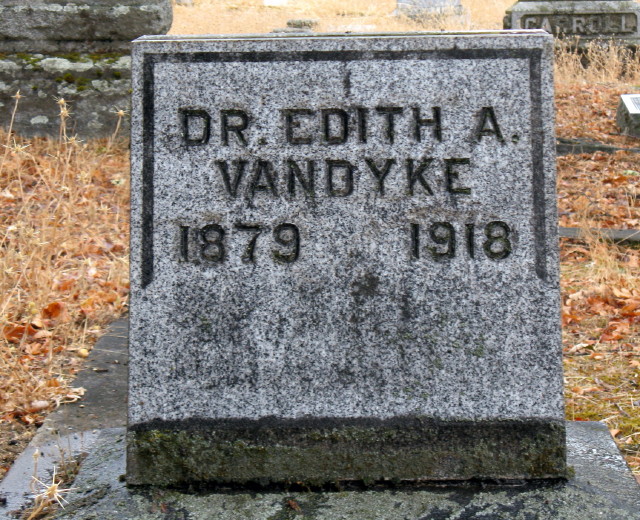 CARROLL
DR. EDITH A.
VANDYKE
1879 1918